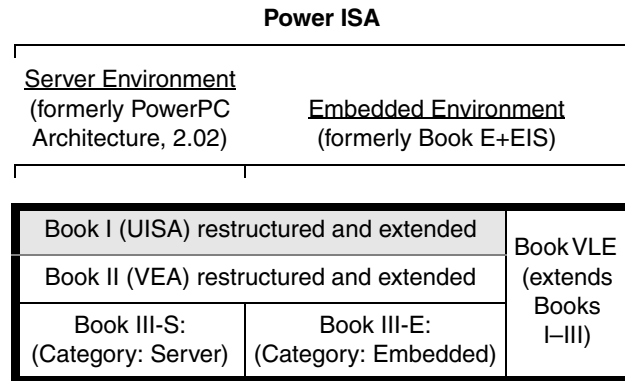 Power ISA
Server Environment
(formerly PowerPC
Architecture, 2.02)
Embedded Environment
(formerly Book E+EIS)
Book I (UISA) restructured and extended
Book II (VEA) restructured and extended
Book III-S:
(Category: Server)
Book III-E:
(Category: Embedded)
Book VLE
(extends
Books
I–III)